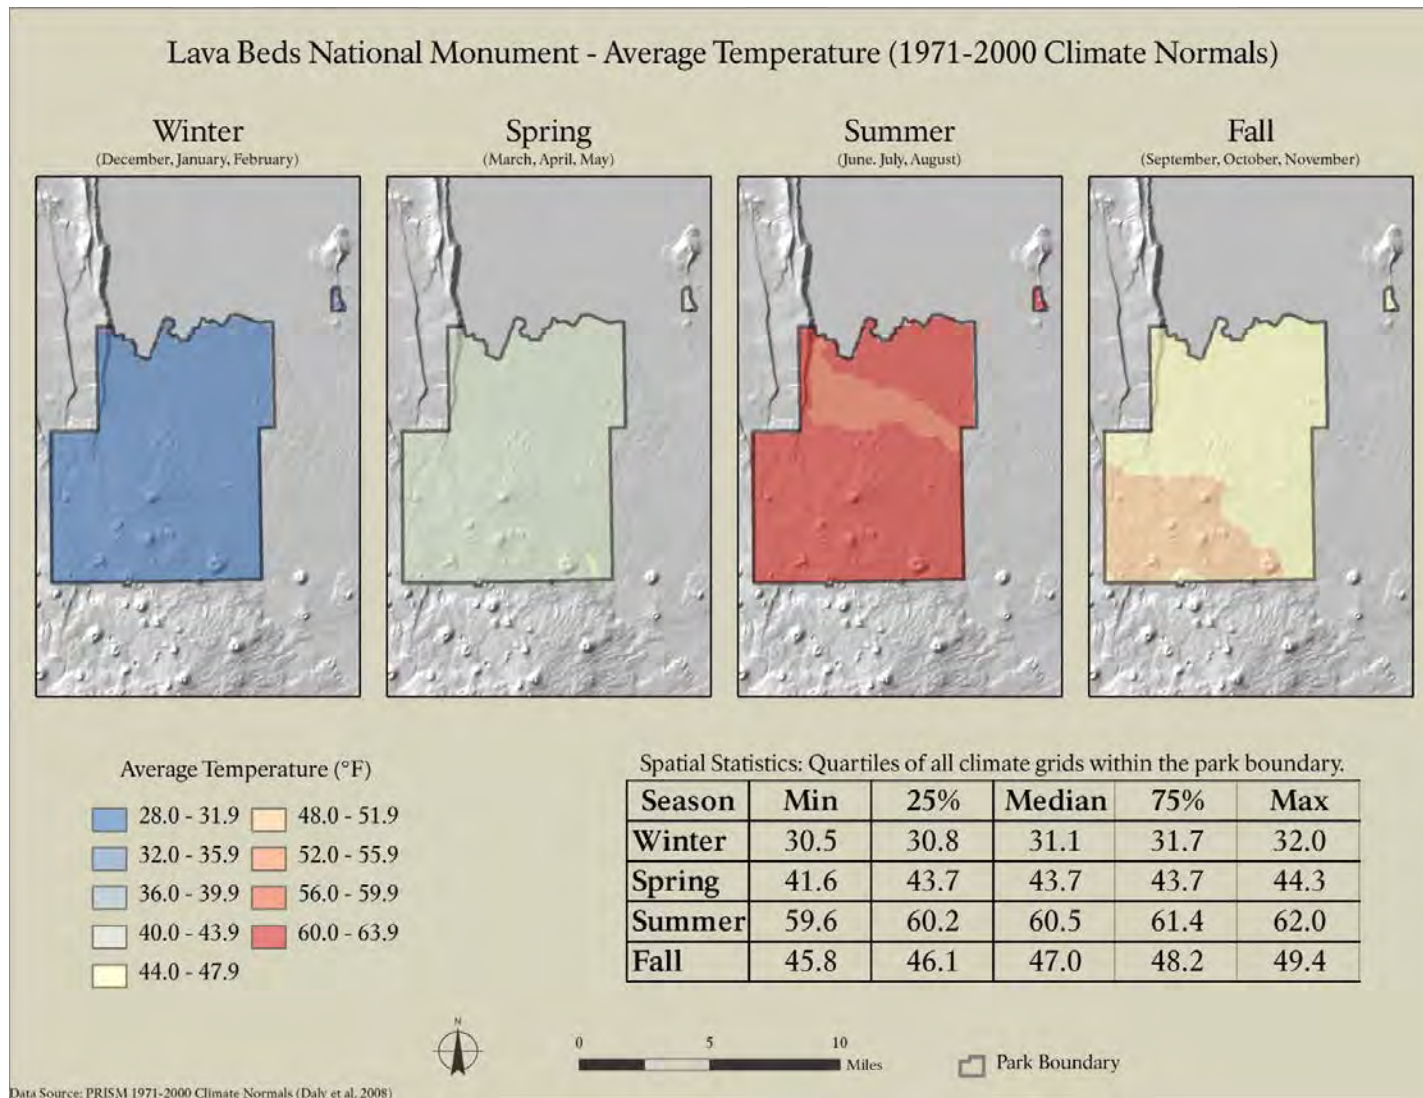 Lava Beds National Monument - Average Temperature (1971-2000 Climate Normals)
Winter
(December, January, February)
Spring
(March, April, May)
Summer
(June. July, August)
Fall
(September, October, November)
Average Temperature (°F)
28.0 - 31.9
48.0 - 51.9
32.0 - 35.9
52.0 - 55.9
36.0 - 39.9
56.0 - 59.9
40.0 - 43.9
60.0 - 63.9
44.0 - 47.9
Spatial Statistics: Quartiles of all climate grids within the park boundary.
Season Min 25% Median 75% Max
Winter 30.5 30.8 31.1 31.7 32.0
Spring 41.6 43.7 43.7 43.7 44.3
Summer 59.6 60.2 60.5 61.4 62.0
Fall 45.8 46.1 47.0 48.2 49.4
N
0 5 10
Miles
Park Boundary
Data Source: PRISM 1971-2000 Climate Normals (Daly et al. 2008)